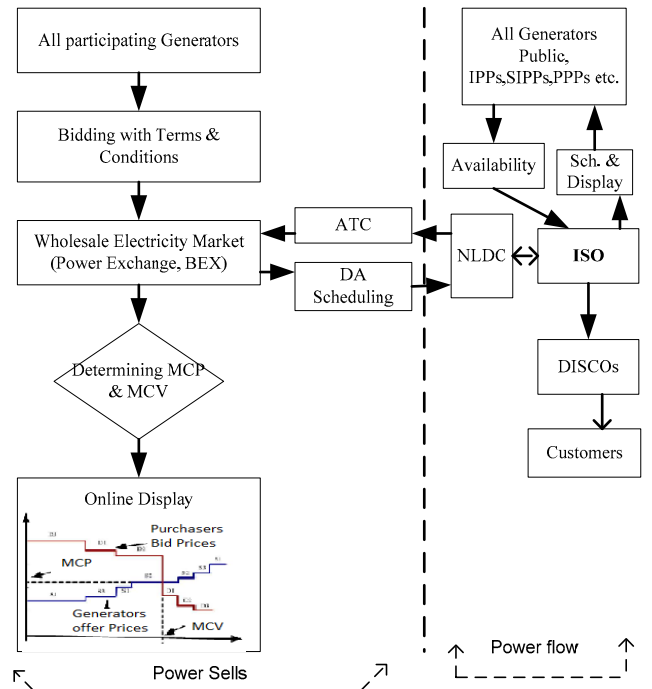 All participating Generators
Bidding with Terms &
Conditions
Wholesale Electricity Market
(Power Exchange, BEX)
ATC
DA
Scheduling
Determining MCP
& MCV
Online Display
Purchasers
Bid Prices
MCP
Generators
offer Prices
MCV
Power Sells
All Generators
Public,
IPPs,SIPPs,PPPs etc.
Availability
Sch. &
Display
NLDC
ISO
DISCOs
Customers
Power flow